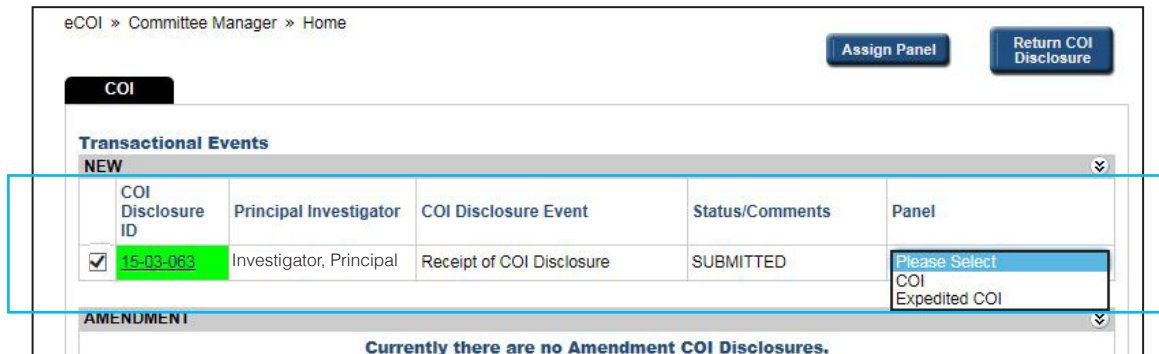 eCOI » Committee Manager » Home
Assign Panel
Return COI
Disclosure
COI
Transactional Events
NEW
COI
Disclosure
ID
Principal Investigator
COI Disclosure Event
Status/Comments
Panel
15-03-063
Investigator, Principal
Receipt of COI Disclosure
SUBMITTED
Please Select
COI
Expedited COI
AMENDMENT
Currently there are no Amendment COI Disclosures.